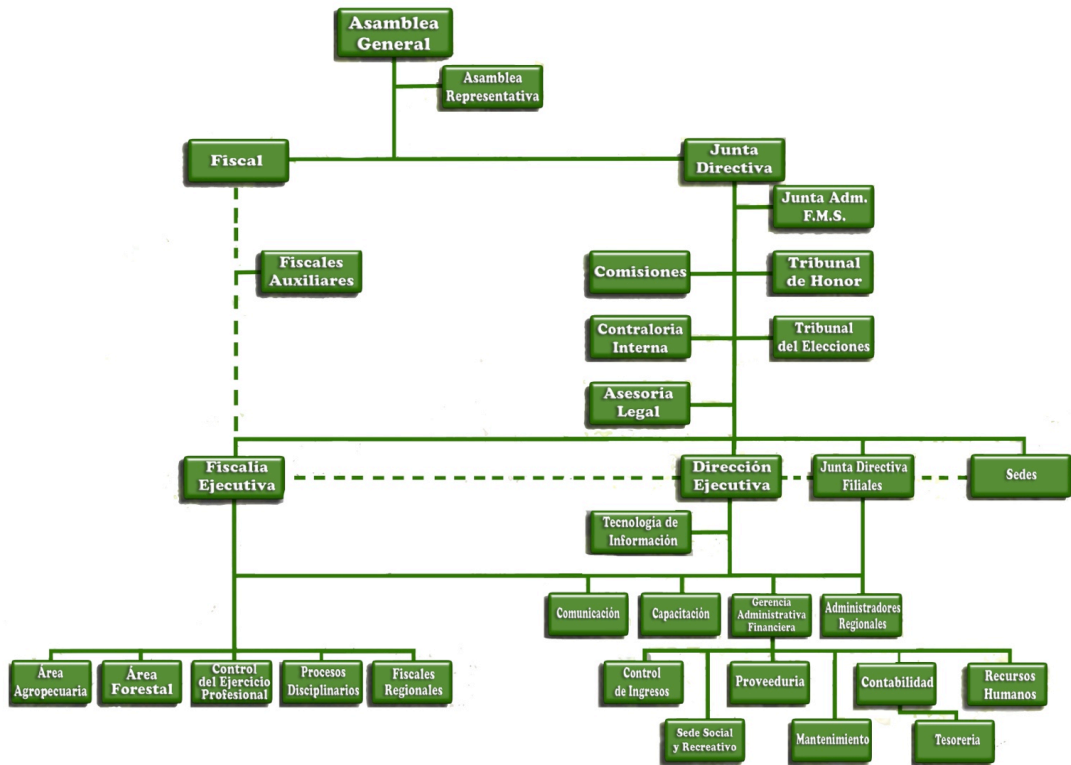 Asamblea
General
Asamblea
Representativa
Fiscal
Junta
Directiva
Junta Adm.
F.M.S.
Fiscales
Auxiliares
Comisiones
Tribunal
de Honor
Contraloria
Interna
Tribunal
del Elecciones
Asesoria
Legal
Fiscalia
Ejecutiva
Dirección
Ejecutiva
Junta Directiva
Filiales
Sedes
Tecnologia de
Información
Comunicación
Capacitación
Gerencia
Administrativa
Financiera
Administradores
Regionales
Área
Agropecuaria
Área
Forestal
Control
del Ejercicio
Profesional
Procesos
Disciplinarios
Fiscales
Regionales
Control
de Ingresos
Proveeduria
Contabilidad
Recursos
Humanos
Sede Social
y Recreativo
Mantenimiento
Tesoreria